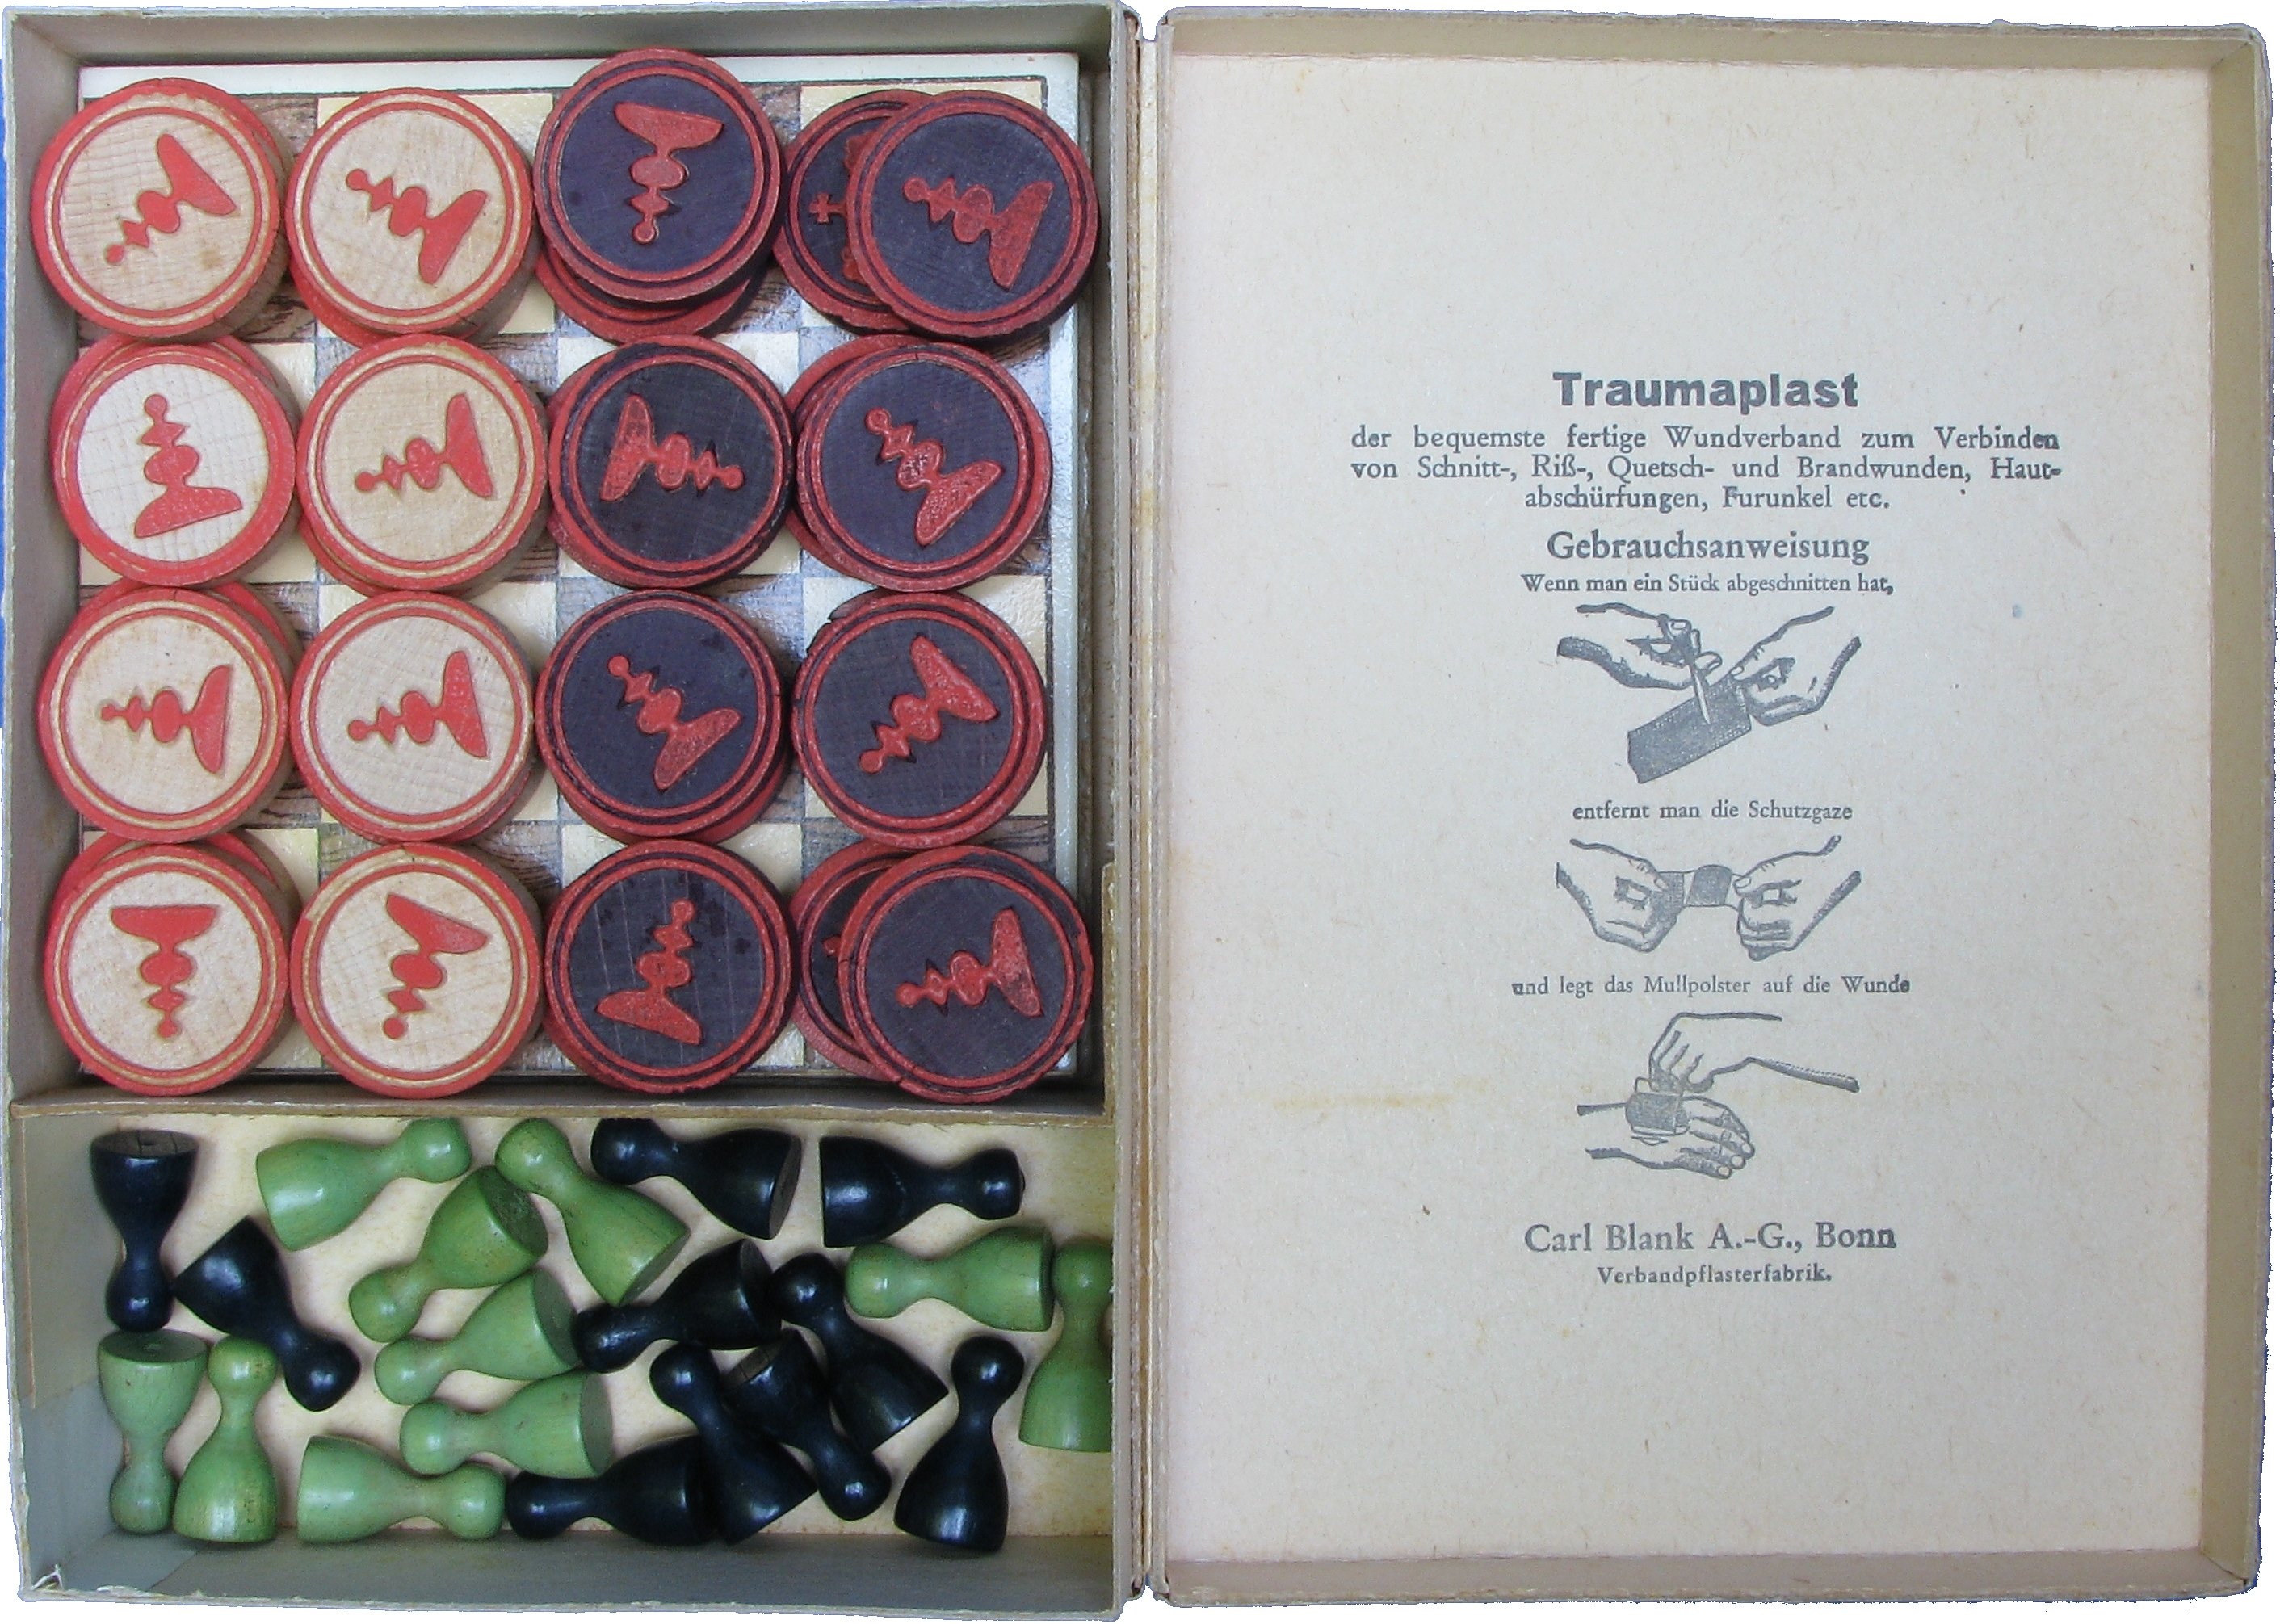 Traumaplast
der bequemste fertige Wundverband zum Verbinden
von Schnitt-, Riß-, Quetsch- und Brandwunden, Haut-
abschürfungen, Furunkel etc.
Gebrauchsanweisung
Wenn man ein Stück abgeschnitten hat,
entfernt man die Schutzgaze
und legt das Mullpolster auf die Wunde
Carl Blank A.-G., Bonn
Verbandpflasterfabrik.